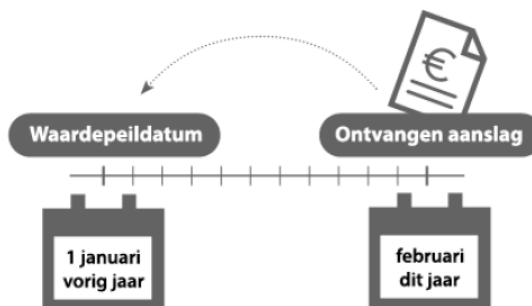 €
Waardepeildatum
Ontvangen aanslag
1 januari
vorig jaar
februari
dit jaar